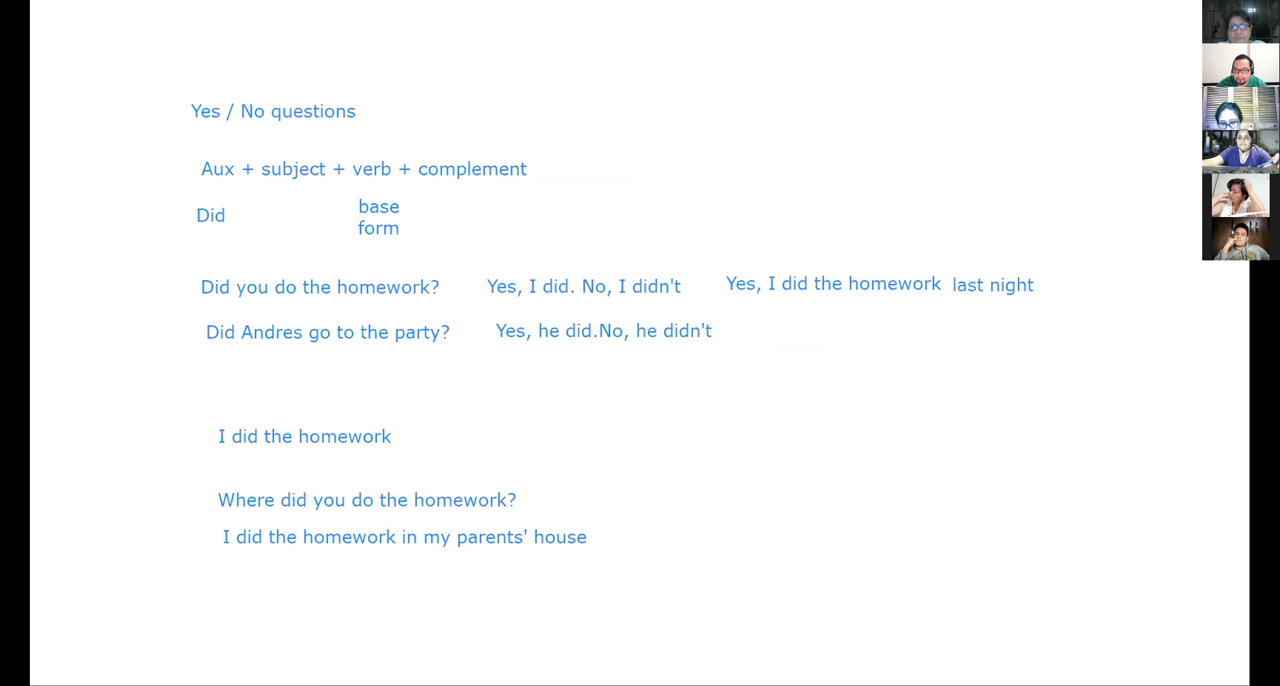 Yes / No questions
Aux + subject + verb + complement
Did base
form
Did you do the homework? Yes, I did. No, I didn't Yes, I did the homework last night
Did Andres go to the party? Yes, he did.No, he didn't
I did the homework
Where did you do the homework?
I did the homework in my parents' house